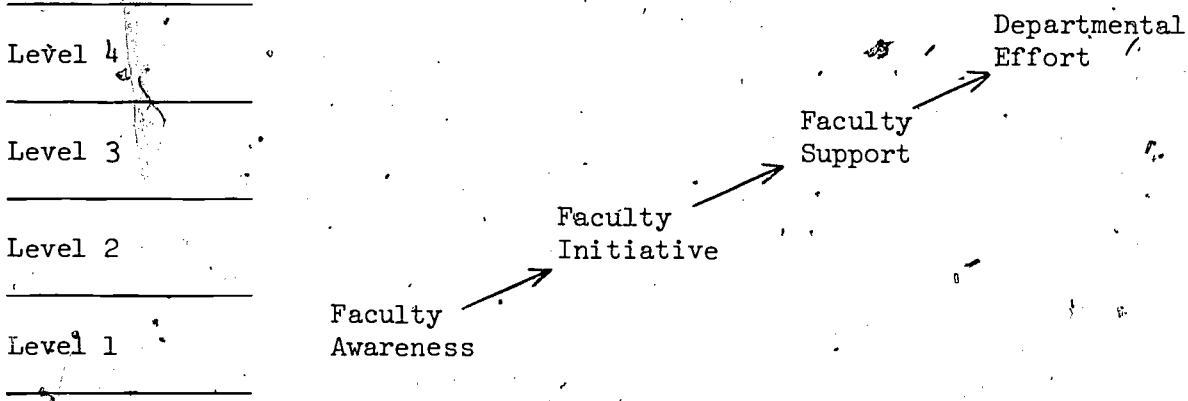 Departmental
Effort
Level 4
Faculty
Support
Level 3
Faculty
Initiative
Level 2
Faculty
Awareness
Level 1